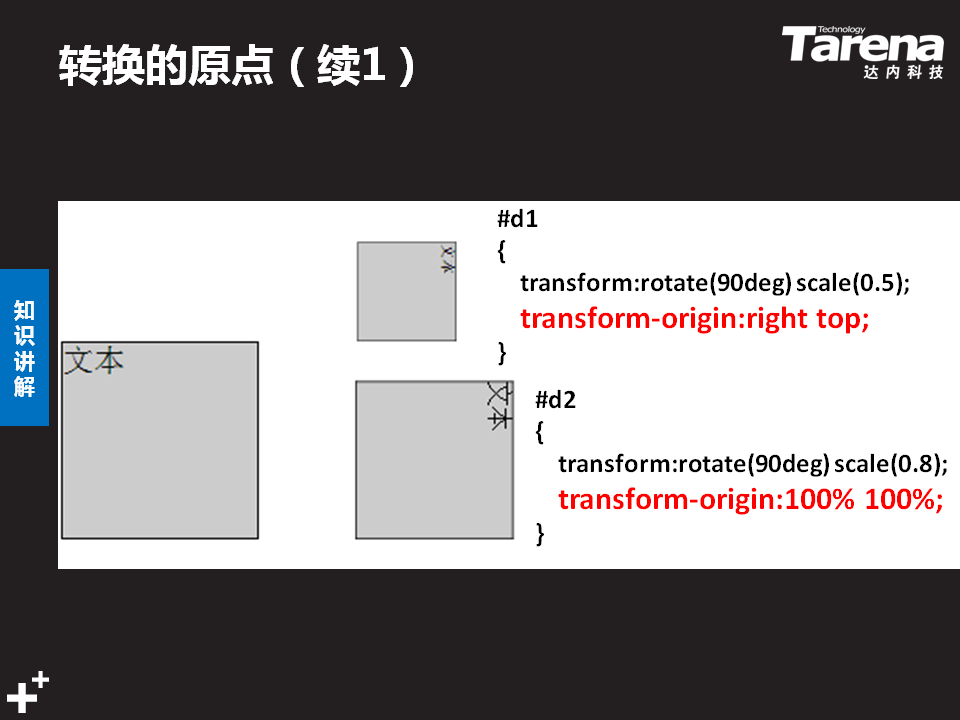 转换的原点（续1）
Technology
Tarena
达内科技
知识讲解
文本
文本
#d1
{
transform:rotate(90deg) scale(0.5);
transform-origin:right top;
}
文本
#d2
{
transform:rotate(90deg) scale(0.8);
transform-origin:100% 100%;
}